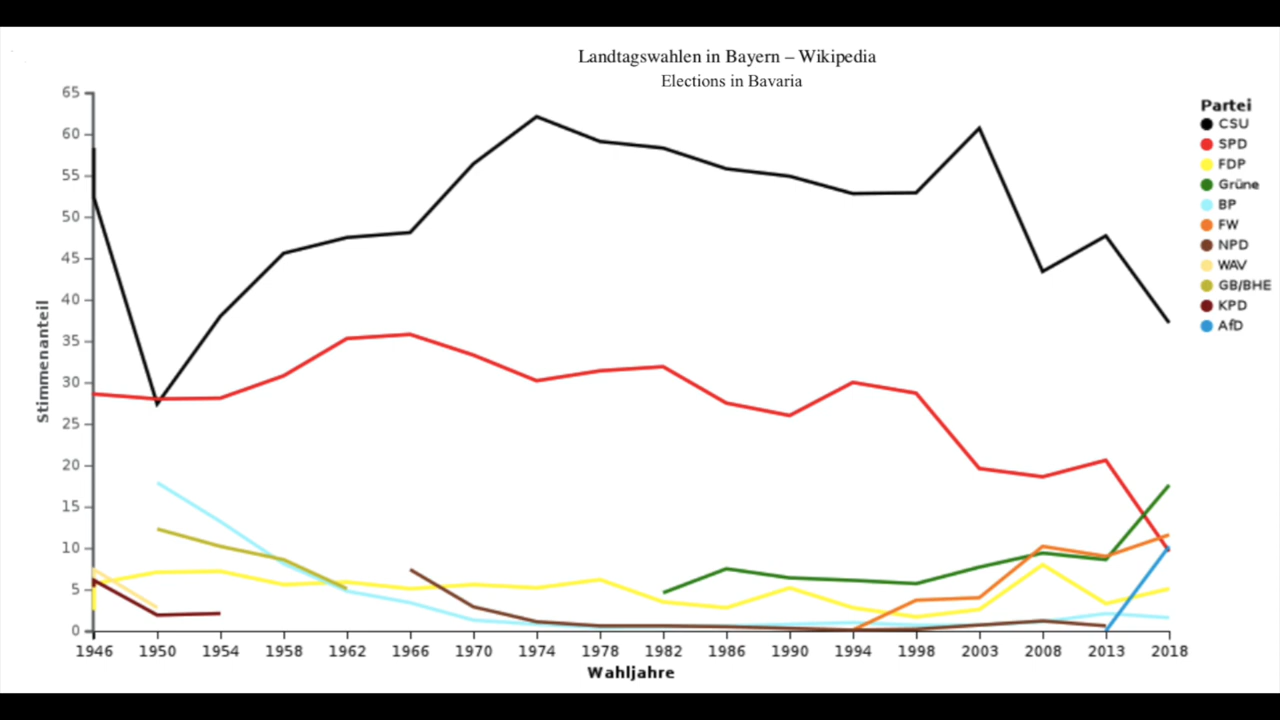 Landtagswahlen in Bayern – Wikipedia
Elections in Bavaria
Partei
CSU
SPD
FDP
Grüne
BP
FW
NPD
WAV
GB/BHE
KPD
AfD
Stimmenanteil
65
60
55
50
45
40
35
30
25
20
15
10
5
0
1946 1950 1954 1958 1962 1966 1970 1974 1978 1982 1986 1990 1994 1998 2003 2008 2013 2018
Wahljahre